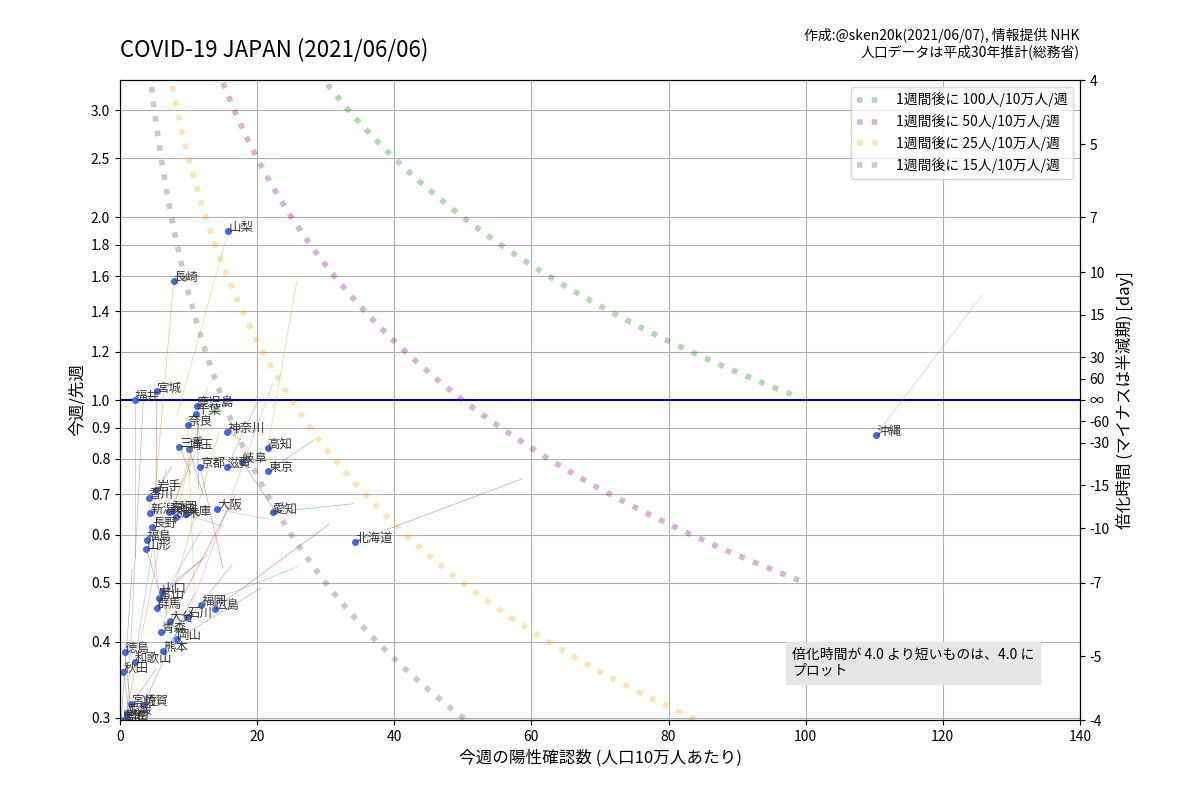 COVID-19 JAPAN (2021/06/06)
作成:@sken20k(2021/06/07), 情報提供 NHK
人口データは平成30年推計(総務省)
1週間後に 100人/10万人/週
1週間後に 50人/10万人/週
1週間後に 25人/10万人/週
1週間後に 15人/10万人/週
今週/先週
3.0
2.5
2.0
1.8
1.6
1.4
1.2
1.0
0.9
0.8
0.7
0.6
0.5
0.4
0.3
山梨
長崎
宮城
福井
鹿児島
千葉
奈良
神奈川
沖縄
三重
埼玉
高知
京都
滋賀
岐阜
東京
岩手
香川
新潟
兵庫
大阪
愛知
長野
福島
山形
北海道
山口
富山
群馬
福岡
広島
大分
石川
青森
岡山
熊本
徳島
和歌山
秋田
宮崎
佐賀
倍化時間が 4.0 より短いものは、4.0 に
プロット
4
5
7
10
15
30
60
∞
-60
-30
-15
-10
-7
-5
-4
倍化時間 (マイナスは半減期) [day]
0
20
40
60
80
100
120
140
今週の陽性確認数 (人口10万人あたり)